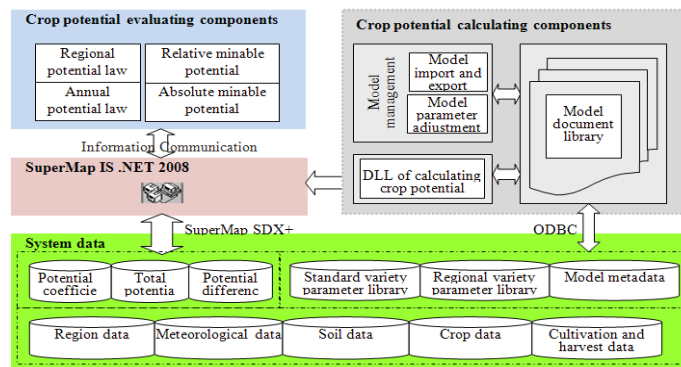 Crop potential evaluating components
Regional
potential law
Relative minable
potential
Annual
potential law
Absolute minable
potential
Information Communication
SuperMap IS .NET 2008
SuperMap SDX+
Crop potential calculating components
Model
management
Model
import and
export
Model
parameter
adiustment
DLL of calculating
crop potential
Model
document
library
ODBC
System data
Potential
coefficie
Total
potentia
Potential
differenc
Standard variety
parameter library
Regional variety
parameter library
Model metadata
Region data
Meteorological data
Soil data
Crop data
Cultivation and
harvest data